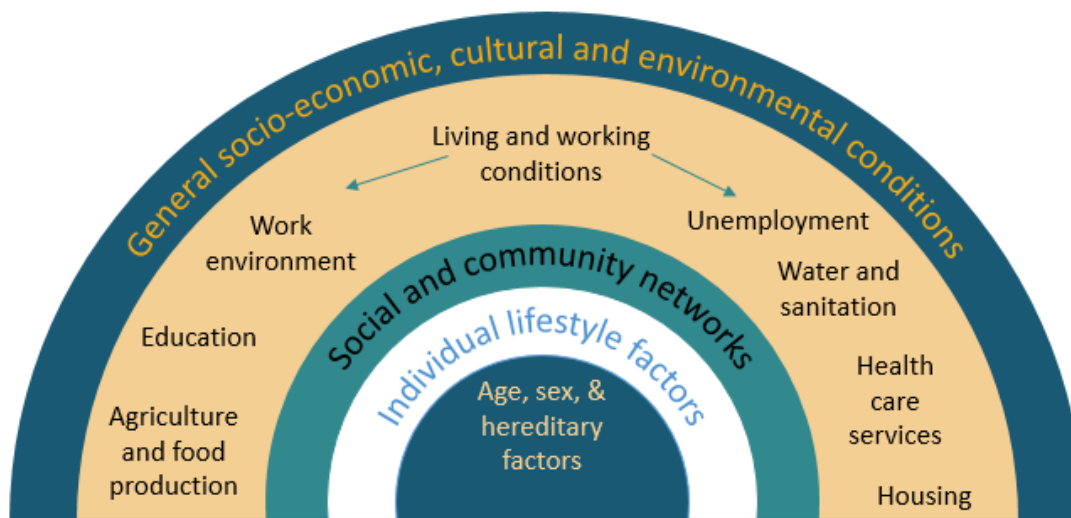 General socio-economic, cultural and environmental conditions
Living and working
conditions
Work
environment
Unemployment
Water and
sanitation
Education
Health
care
services
Agriculture
and food
production
Housing
Social and community networks
Individual lifestyle factors
Age, sex, &
hereditary
factors